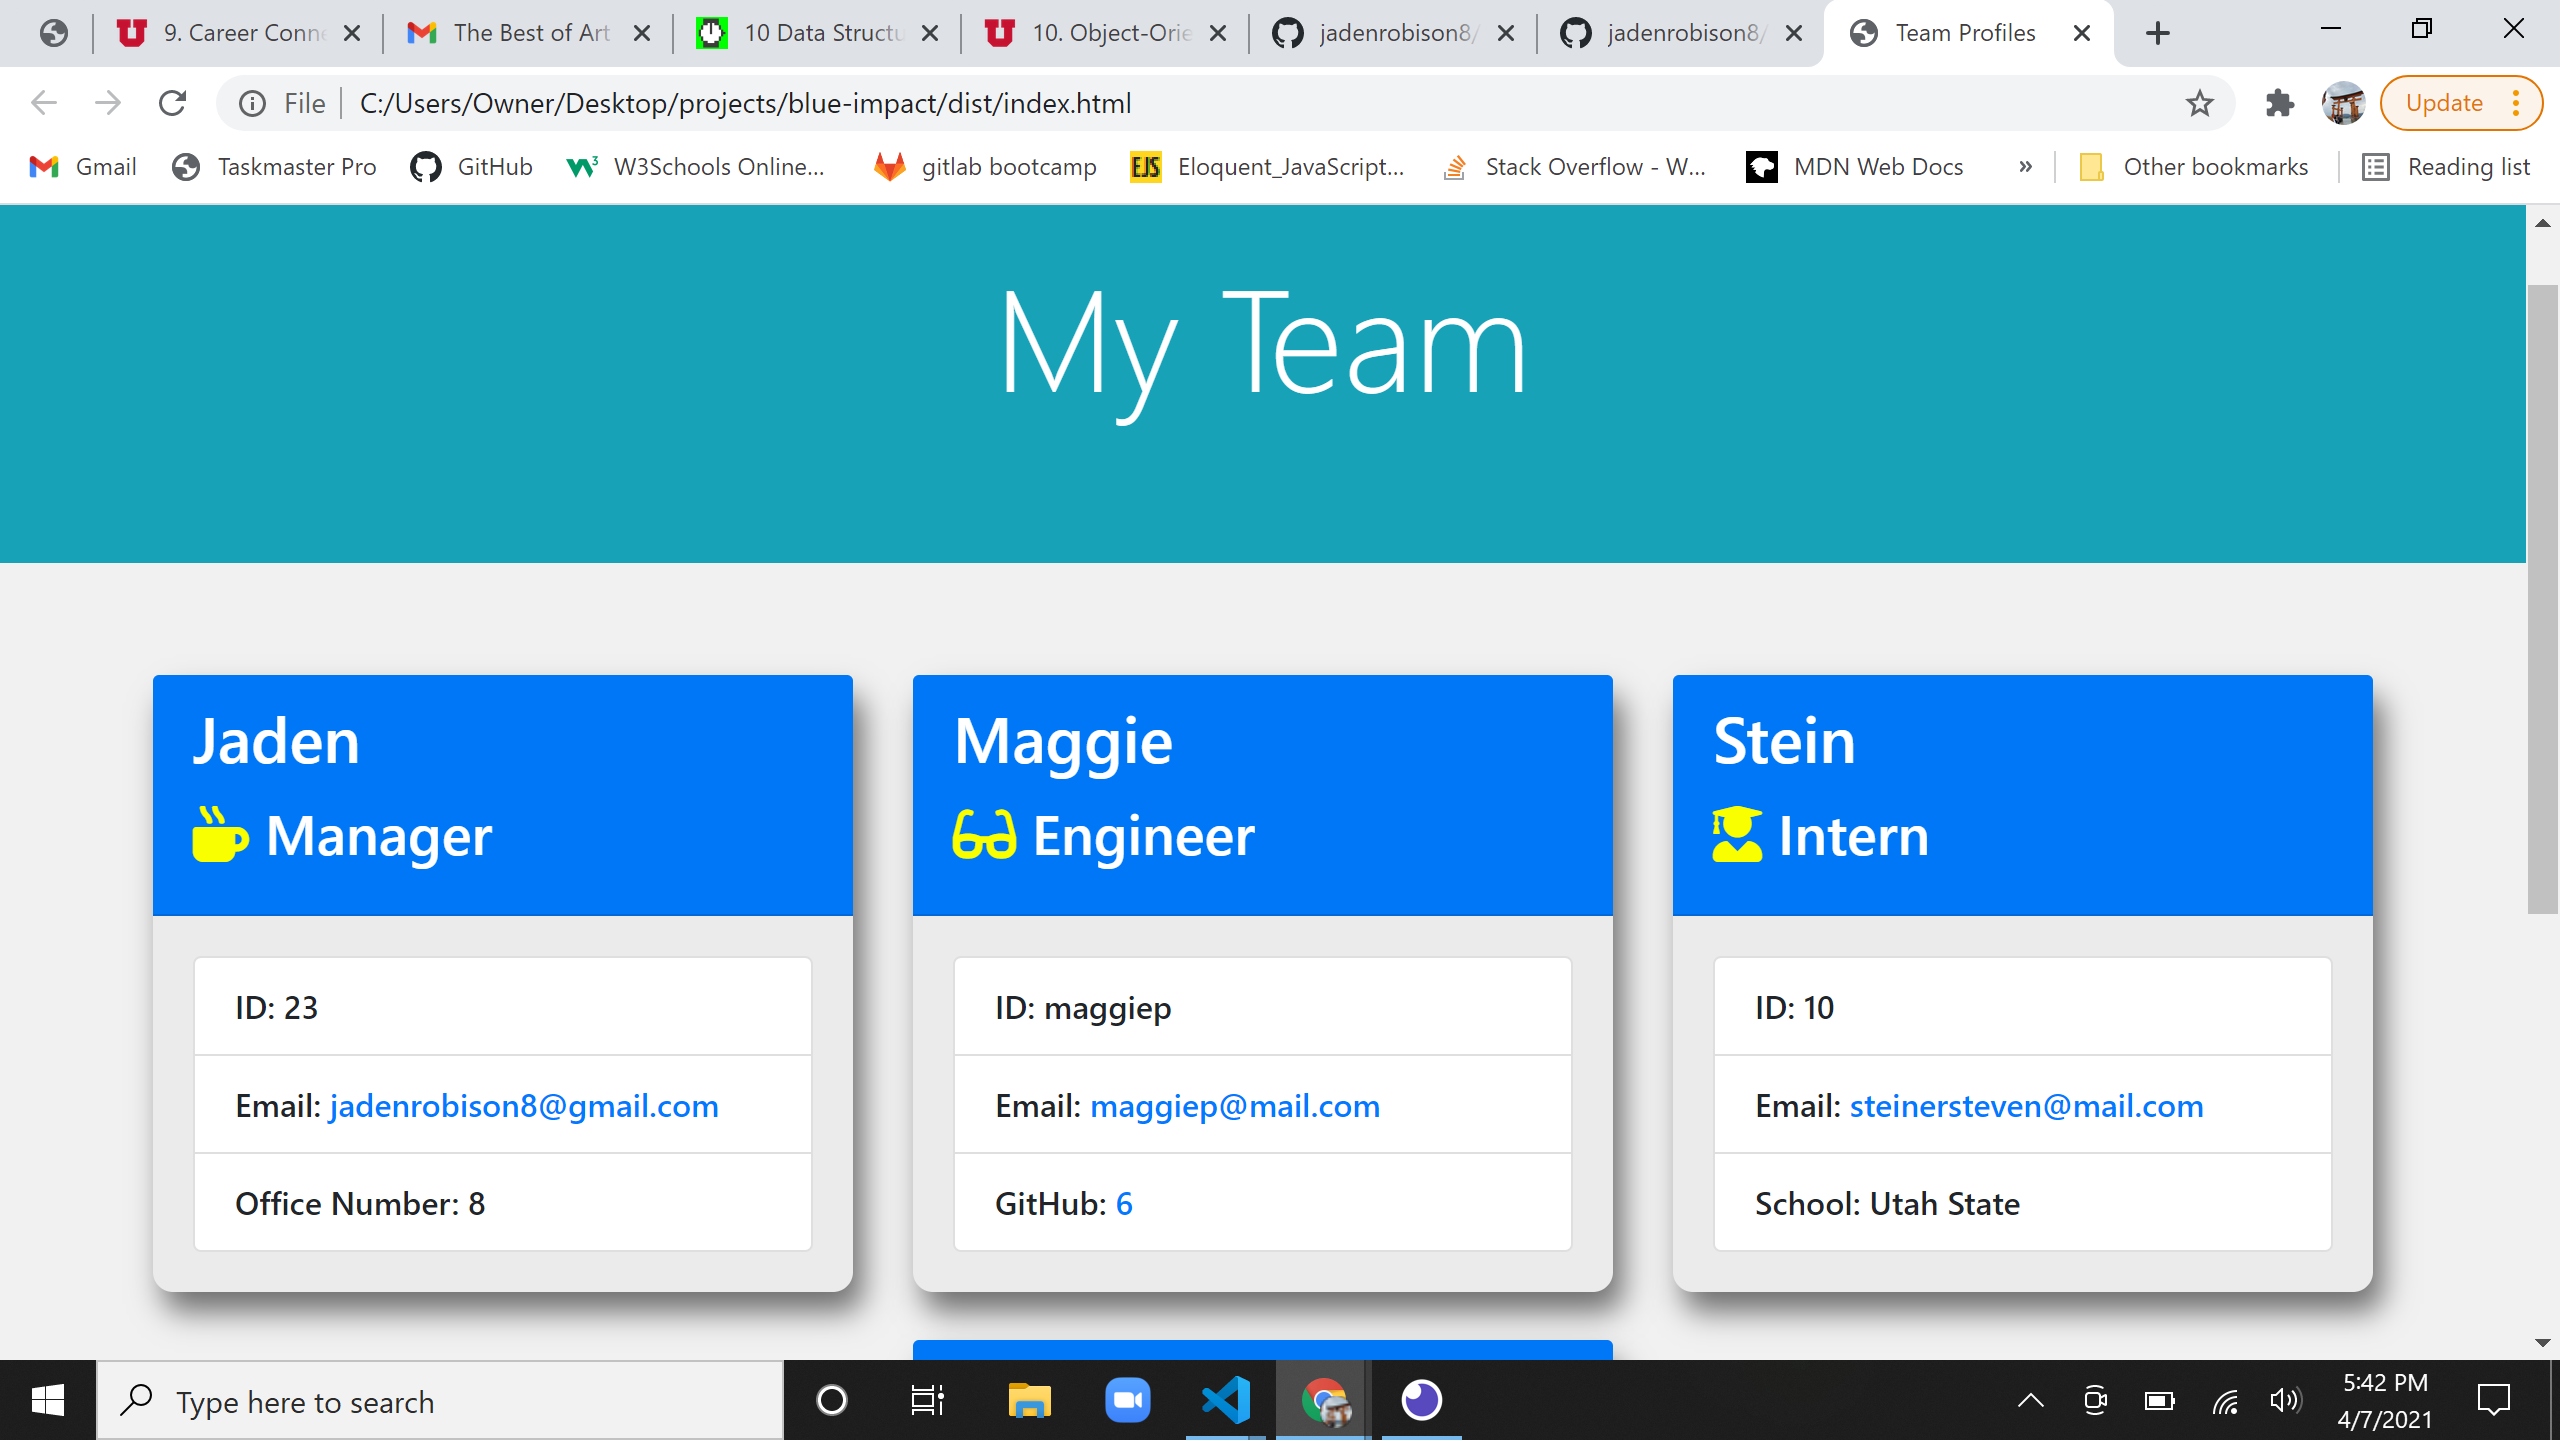 9. Career Conne
The Best of Art
10 Data Structu
10. Object-Orie
jadenrobison8/
jadenrobison8/
Team Profiles
File
C:/Users/Owner/Desktop/projects/blue-impact/dist/index.html
Update
Gmail
Taskmaster Pro
GitHub
W3Schools Online...
gitlab bootcamp
EJS
Eloquent_JavaScript...
Stack Overflow - W...
MDN Web Docs
»
Other bookmarks
Reading list
My Team
Jaden
Manager
ID: 23
Email: jadenrobison8@gmail.com
Office Number: 8
Maggie
Engineer
ID: maggiep
Email: maggiep@mail.com
GitHub: 6
Stein
Intern
ID: 10
Email: steinersteven@mail.com
School: Utah State
Type here to search
5:42 PM
4/7/2021